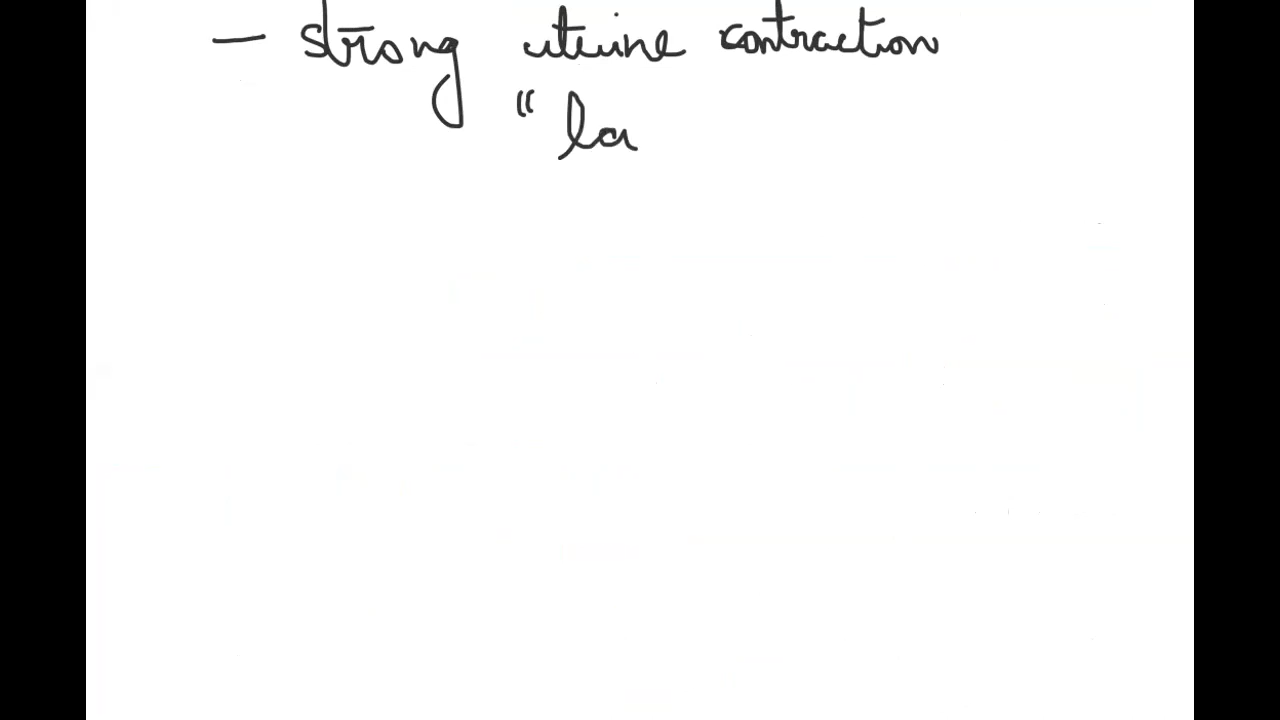 — strong uterine contraction
" la